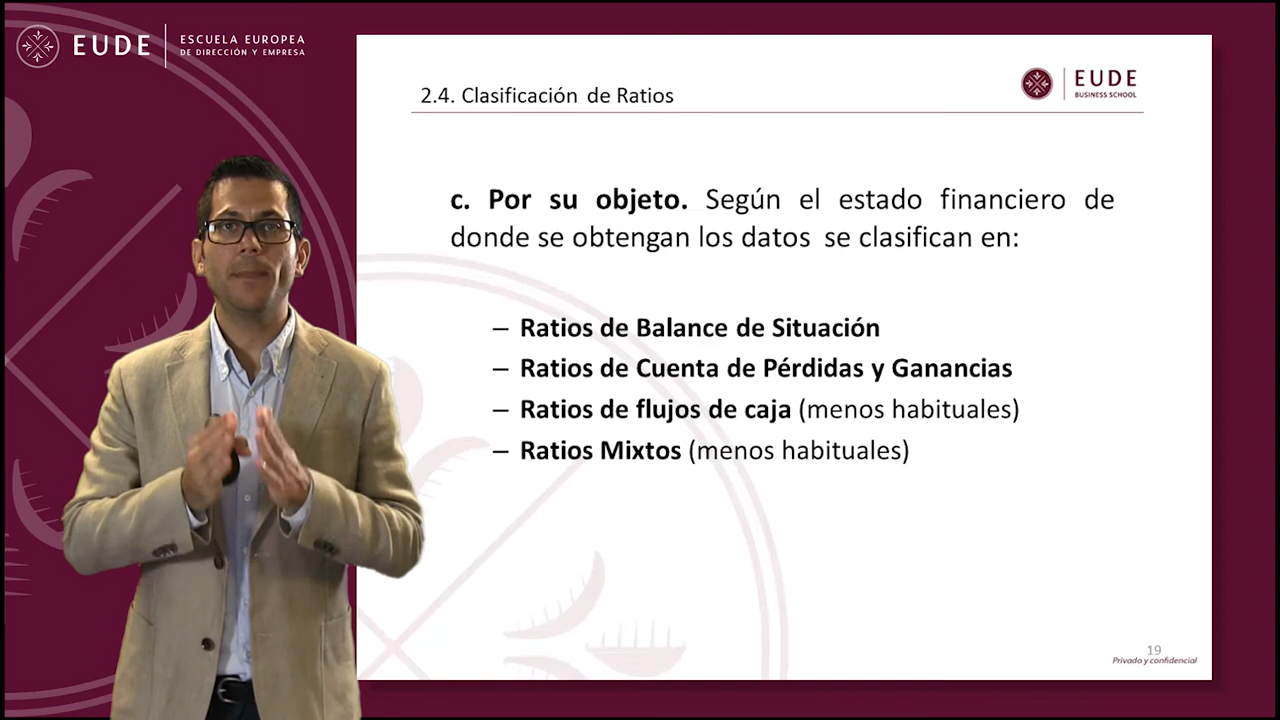 EUDE
ESCUELA EUROPEA
DE DIRECCIÓN Y EMPRESA
2.4. Clasificación de Ratios
EUDE
BUSINESS SCHOOL
c. Por su objeto. Según el estado financiero de
donde se obtengan los datos se clasifican en:
– Ratios de Balance de Situación
– Ratios de Cuenta de Pérdidas y Ganancias
– Ratios de flujos de caja (menos habituales)
– Ratios Mixtos (menos habituales)
19
Privado y confidencial